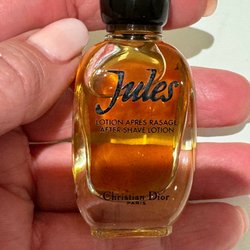 Jules
LOTION APRES RASAGE
AFTER SHAVE LOTION
Christian Dior
PARIS